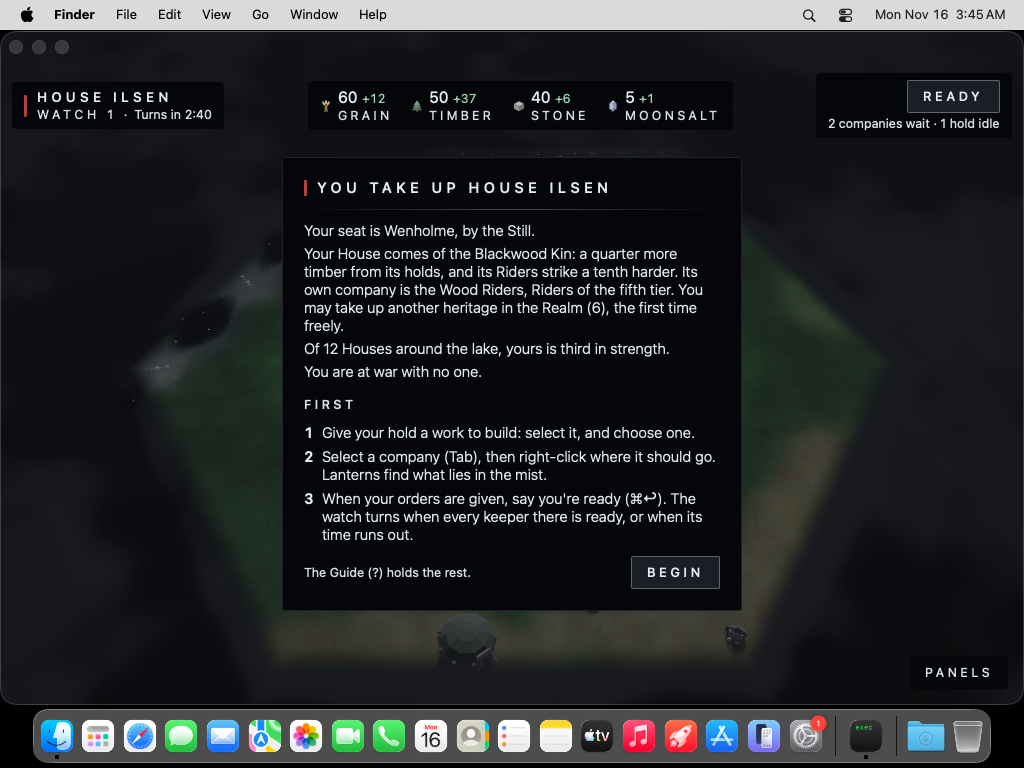 Finder File Edit View Go Window Help Mon Nov 16 3:45 AM
HOUSE ILSEN
WATCH 1 · Turns in 2:40
60 +12 50 +37 40 +6 5 +1
GRAIN TIMBER STONE MOONSALT
READY
2 companies wait · 1 hold idle
YOU TAKE UP HOUSE ILSEN
Your seat is Wenholme, by the Still.
Your House comes of the Blackwood Kin: a quarter more
timber from its holds, and its Riders strike a tenth harder. Its
own company is the Wood Riders, Riders of the fifth tier. You
may take up another heritage in the Realm (6), the first time
freely.
Of 12 Houses around the lake, yours is third in strength.
You are at war with no one.
FIRST
1 Give your hold a work to build: select it, and choose one.
2 Select a company (Tab), then right-click where it should go.
Lanterns find what lies in the mist.
3 When your orders are given, say you're ready (⌘↩). The
watch turns when every keeper there is ready, or when its
time runs out.
The Guide (?) holds the rest.
BEGIN
PANELS
Mon
16
tv
1
exec